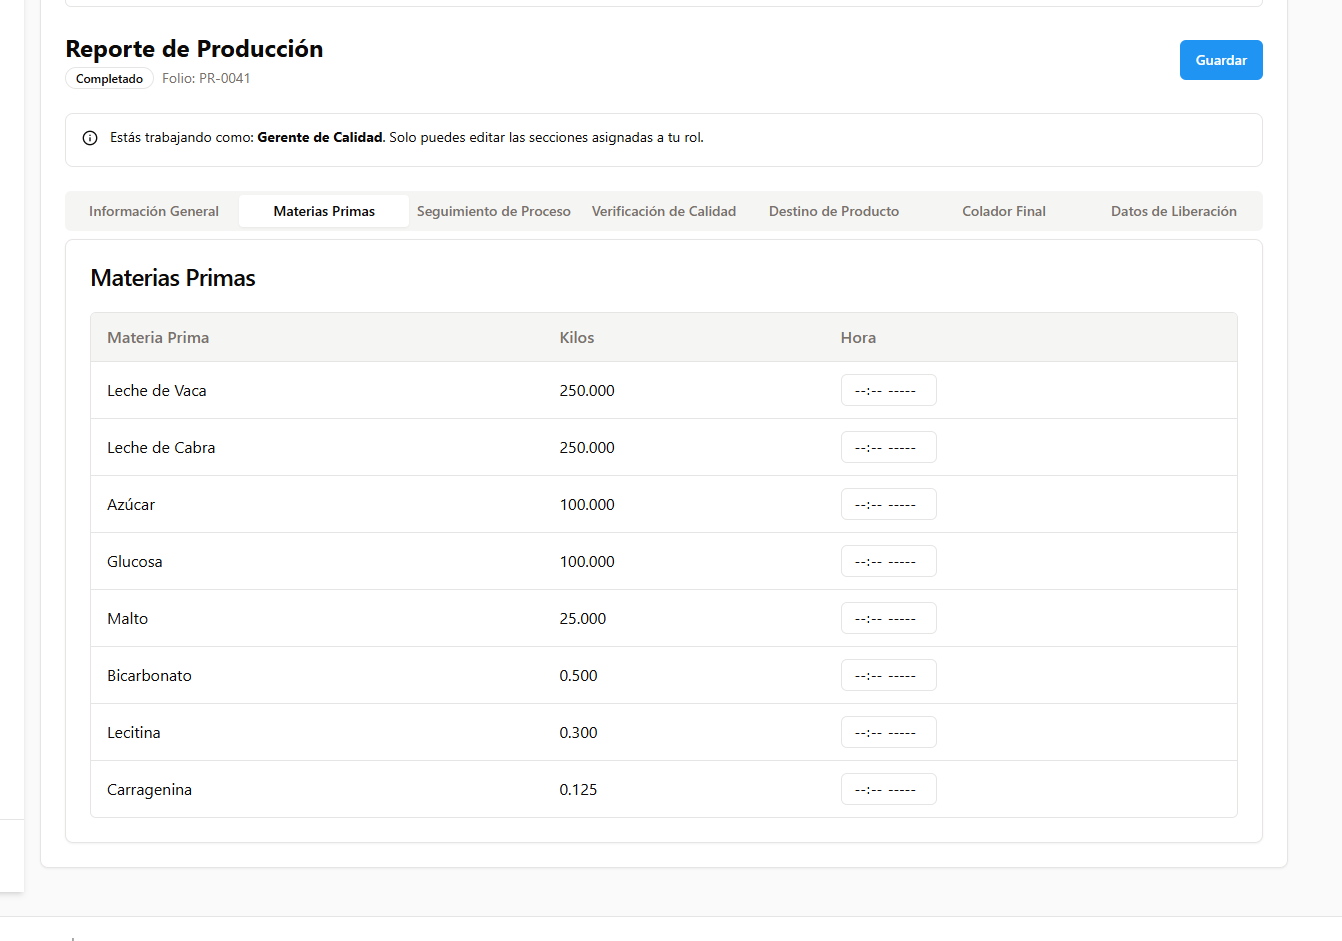 Reporte de Producción
Guardar
Completado Folio: PR-0041
Estás trabajando como: Gerente de Calidad. Solo puedes editar las secciones asignadas a tu rol.
Información General Materias Primas Seguimiento de Proceso Verificación de Calidad Destino de Producto Colador Final Datos de Liberación
Materias Primas
Materia Prima Kilos Hora
Leche de Vaca 250.000 --:-- -----
Leche de Cabra 250.000 --:-- -----
Azúcar 100.000 --:-- -----
Glucosa 100.000 --:-- -----
Malto 25.000 --:-- -----
Bicarbonato 0.500 --:-- -----
Lecitina 0.300 --:-- -----
Carragenina 0.125 --:-- -----